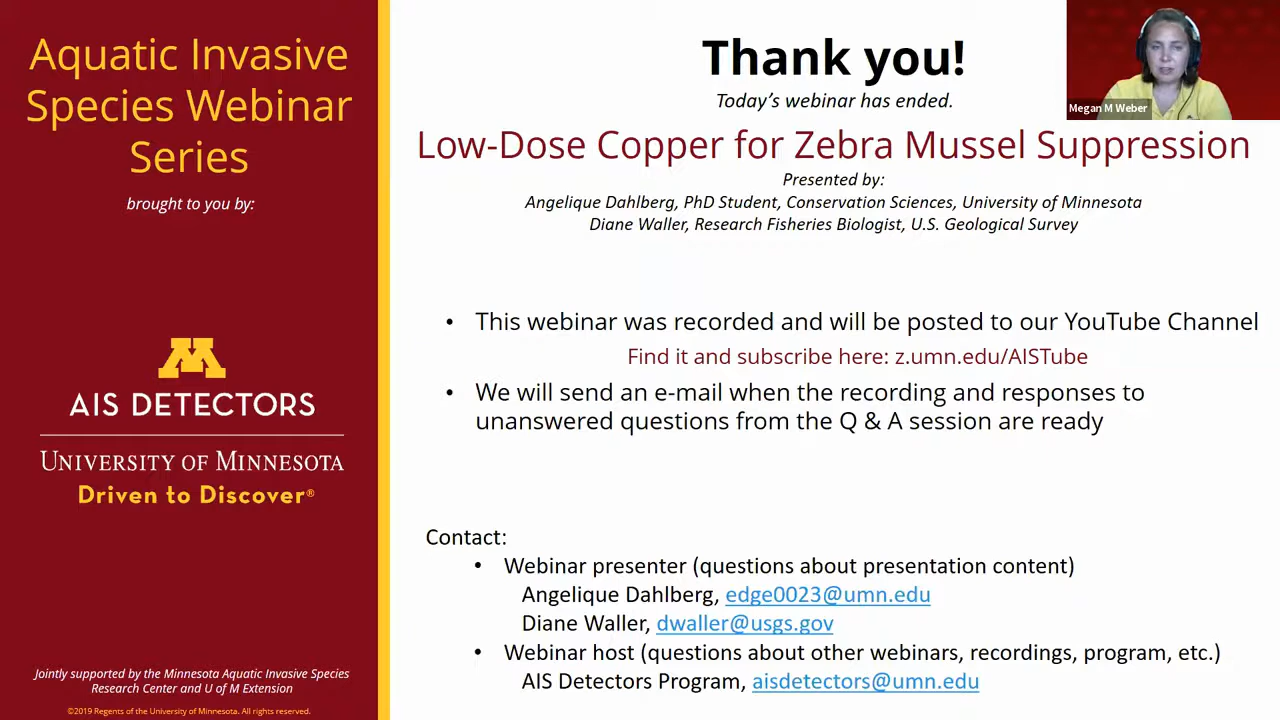 Aquatic Invasive
Species Webinar
Series
brought to you by:
AIS DETECTORS
UNIVERSITY OF MINNESOTA
Driven to Discover®
Jointly supported by the Minnesota Aquatic Invasive Species
Research Center and U of M Extension
©2019 Regents of the University of Minnesota. All rights reserved.
Thank you!
Today's webinar has ended.
Megan M Weber
Low-Dose Copper for Zebra Mussel Suppression
Presented by:
Angelique Dahlberg, PhD Student, Conservation Sciences, University of Minnesota
Diane Waller, Research Fisheries Biologist, U.S. Geological Survey
• This webinar was recorded and will be posted to our YouTube Channel
Find it and subscribe here: z.umn.edu/AISTube
• We will send an e-mail when the recording and responses to
unanswered questions from the Q & A session are ready
Contact:
• Webinar presenter (questions about presentation content)
Angelique Dahlberg, edge0023@umn.edu
Diane Waller, dwaller@usgs.gov
• Webinar host (questions about other webinars, recordings, program, etc.)
AIS Detectors Program, aisdetectors@umn.edu